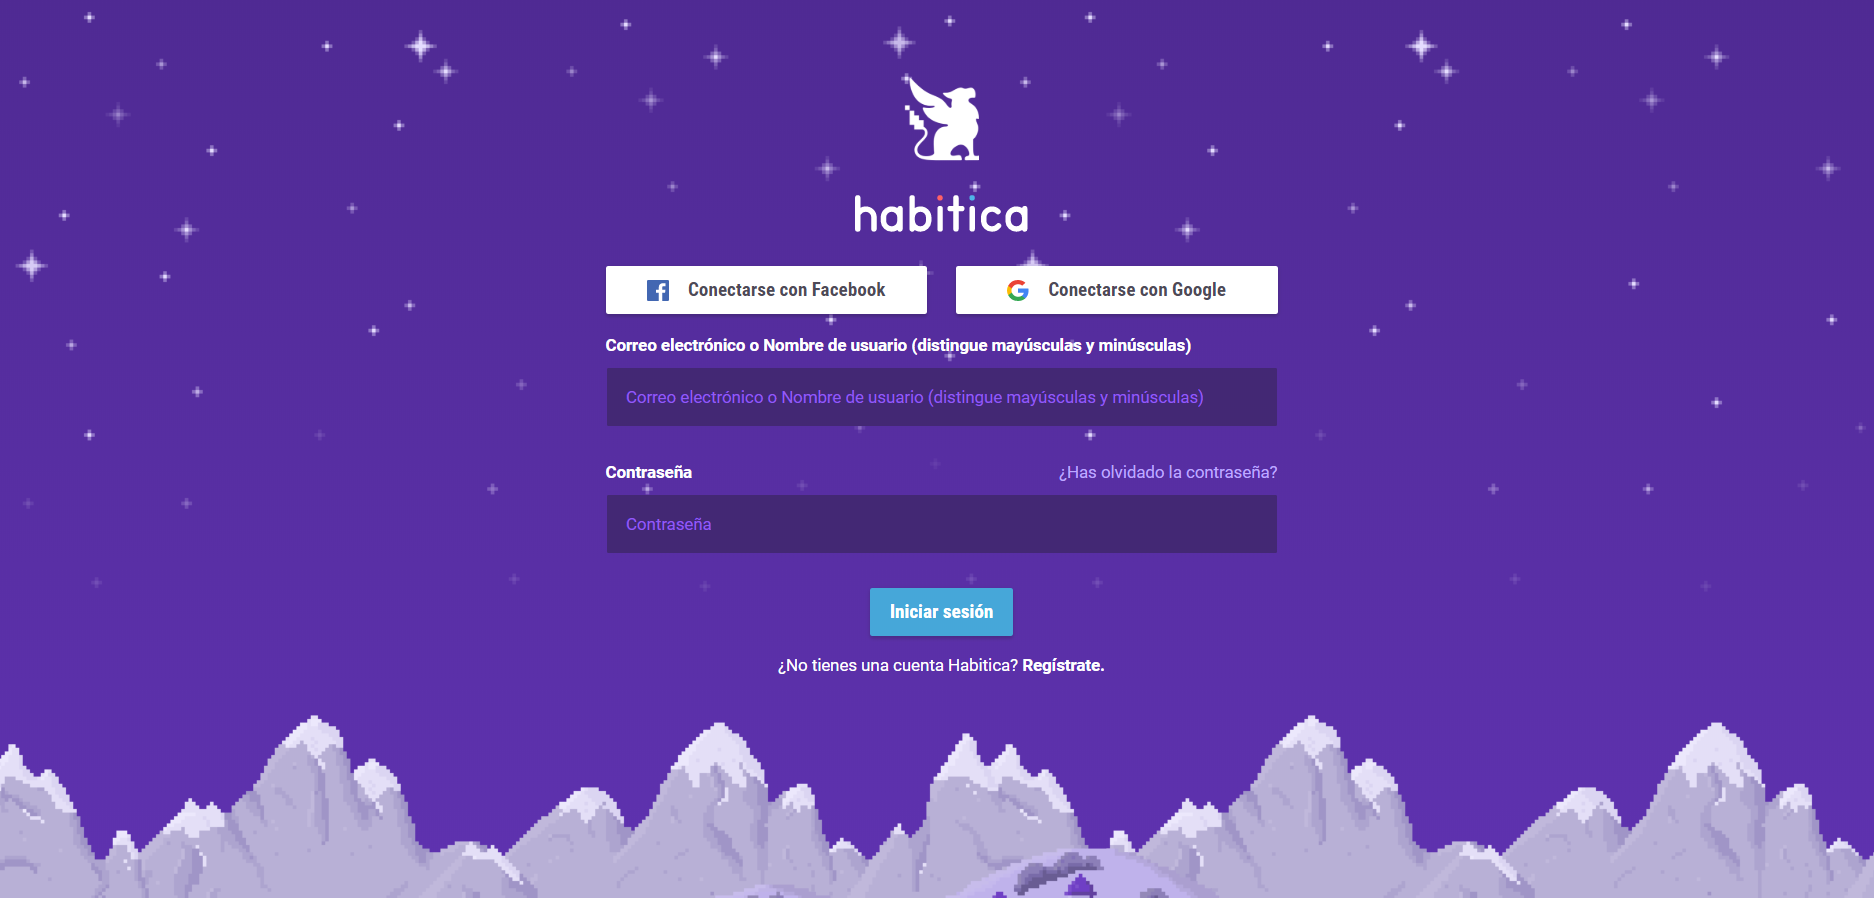 habitica
Conectarse con Facebook
Conectarse con Google
Correo electrónico o Nombre de usuario (distingue mayúsculas y minúsculas)
Correo electrónico o Nombre de usuario (distingue mayúsculas y minúsculas)
Contraseña
¿Has olvidado la contraseña?
Contraseña
Iniciar sesión
¿No tienes una cuenta Habitica? Regístrate.